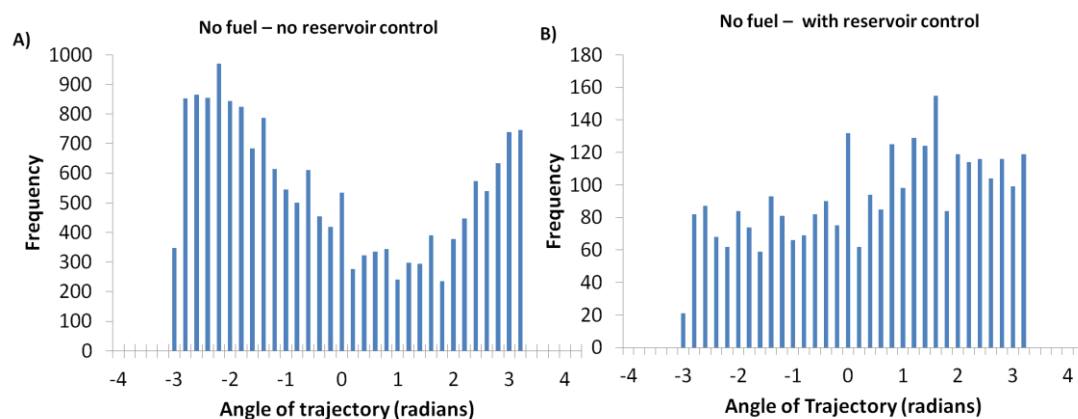 A)
No fuel – no reservoir control
1000
900
800
700
600
500
400
300
200
100
0
Frequency
-4 -3 -2 -1 0 1 2 3 4
Angle of trajectory (radians)
B)
No fuel – with reservoir control
180
160
140
120
100
80
60
40
20
0
Frequency
-4 -3 -2 -1 0 1 2 3 4
Angle of Trajectory (radians)